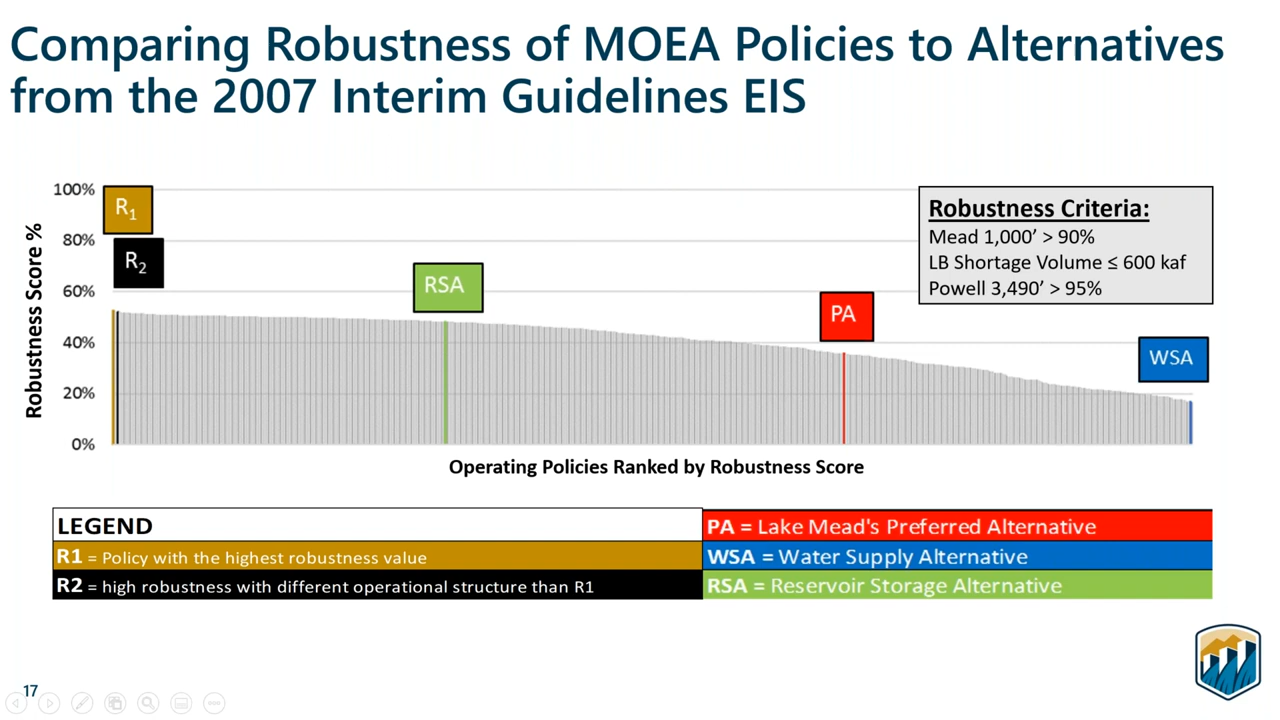 Comparing Robustness of MOEA Policies to Alternatives
from the 2007 Interim Guidelines EIS
Robustness Score %
100%
80%
60%
40%
20%
0%
R1
R2
RSA
PA
WSA
Robustness Criteria:
Mead 1,000’ > 90%
LB Shortage Volume ≤ 600 kaf
Powell 3,490’ > 95%
Operating Policies Ranked by Robustness Score
LEGEND
R1 = Policy with the highest robustness value
R2 = high robustness with different operational structure than R1
PA = Lake Mead's Preferred Alternative
WSA = Water Supply Alternative
RSA = Reservoir Storage Alternative
17